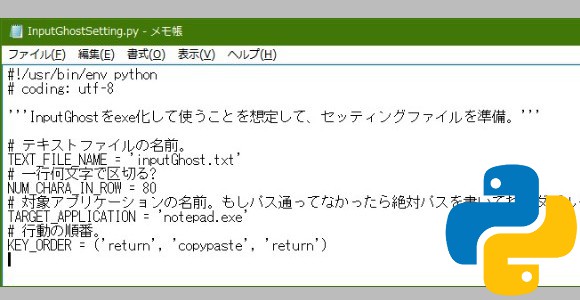 InputGhostSetting.py - メモ帳
ファイル(F) 編集(E) 書式(O) 表示(V) ヘルプ(H)
#!/usr/bin/env python
# coding: utf-8
'''InputGhostをexe化して使うことを想定して、セッティングファイルを準備。'''
# テキストファイルの名前。
TEXT_FILE_NAME = 'inputGhost.txt'
# 一行何文字で区切る?
NUM_CHARA_IN_ROW = 80
# 対象アプリケーションの名前。もしパス通ってなかったら絶対パスを書いて
TARGET_APPLICATION = 'notepad.exe'
# 行動の順番。
KEY_ORDER = ('return', 'copypaste', 'return')